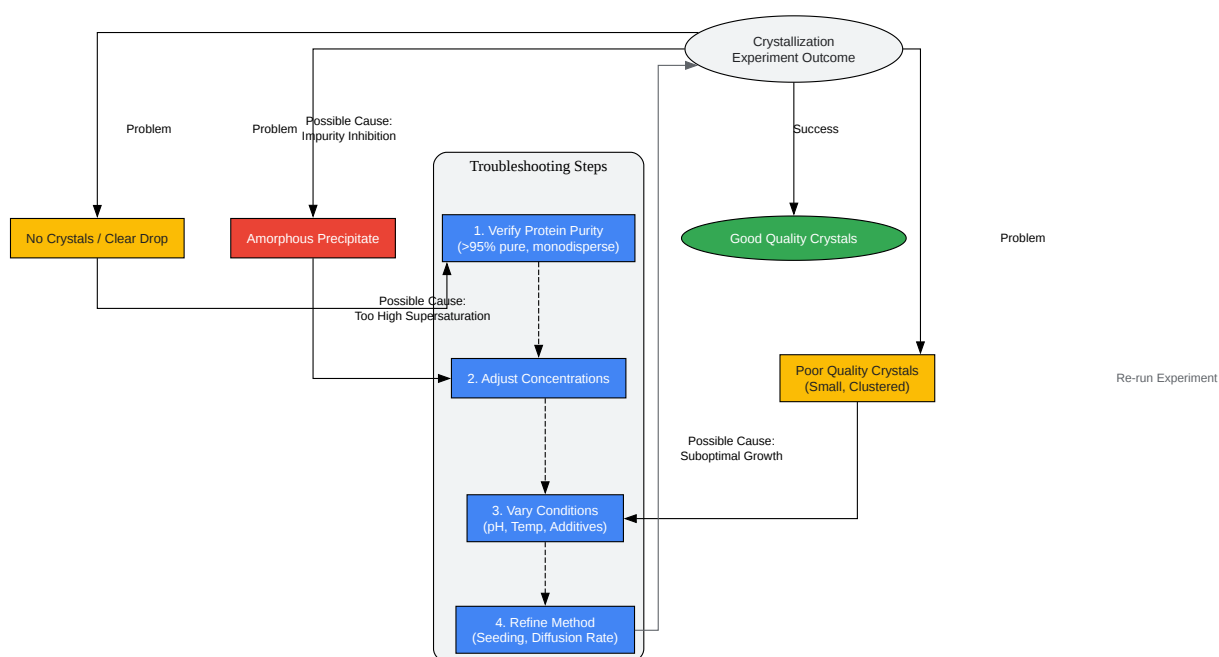 Crystallization
Experiment Outcome
Problem
Problem
Possible Cause:
Impurity Inhibition
Success
Troubleshooting Steps
No Crystals / Clear Drop
Amorphous Precipitate
1. Verify Protein Purity
(>95% pure, monodisperse)
Good Quality Crystals
Problem
Possible Cause:
Too High Supersaturation
2. Adjust Concentrations
Poor Quality Crystals
(Small, Clustered)
Re-run Experiment
Possible Cause:
Suboptimal Growth
3. Vary Conditions
(pH, Temp, Additives)
4. Refine Method
(Seeding, Diffusion Rate)